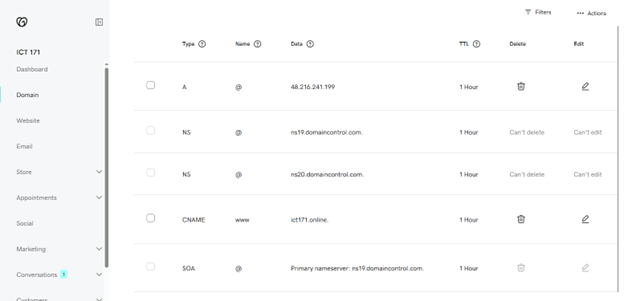 Filters
Actions
ICT 171
Dashboard
Domain
Website
Email
Store
Appointments
Social
Marketing
Conversations 1
Customers
Type ? Name ? Data ? TTL ? Delete Edit
A @ 48.216.241.199 1 Hour
NS @ ns19.domaincontrol.com. 1 Hour Can't delete Can't edit
NS @ ns20.domaincontrol.com. 1 Hour Can't delete Can't edit
CNAME www ict171.online. 1 Hour
SOA @ Primary nameserver: ns19.domaincontrol.com. 1 Hour